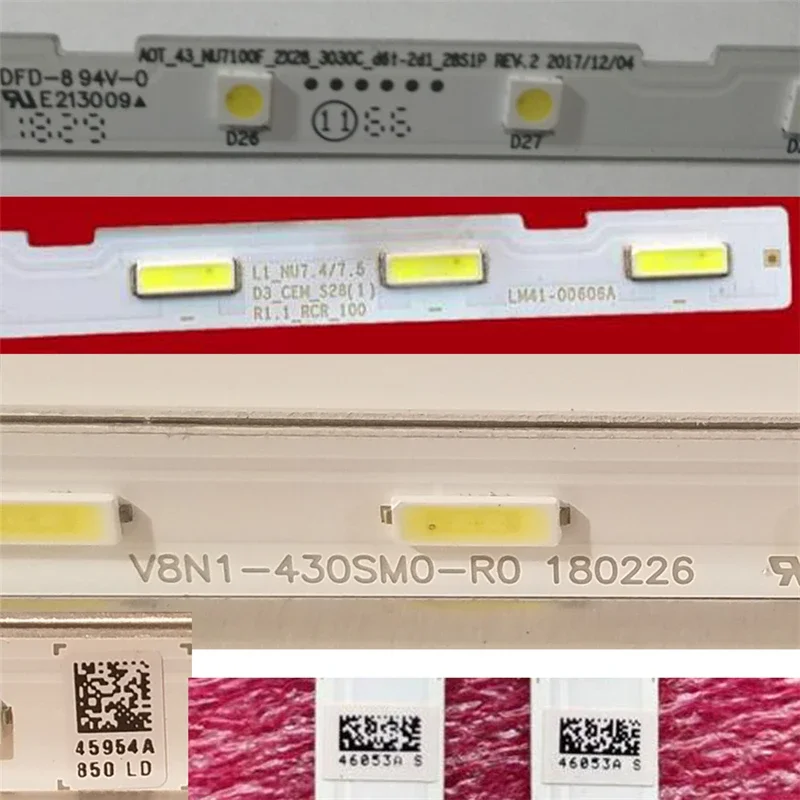 AOT_43_NU7100F_2X28_3030C_d6t-2d1_28S1P REV.2 2017/12/04
DFD-8 94V-0
E213009▲
1829
11 66
D26
D27
L1_NU7.4/7.5
D3_CEM_S28(1)
R1.1_RCR_100
LM41-00606A
V8N1-430SM0-R0 180226
45954A
850 LD
46053A S
46053A S